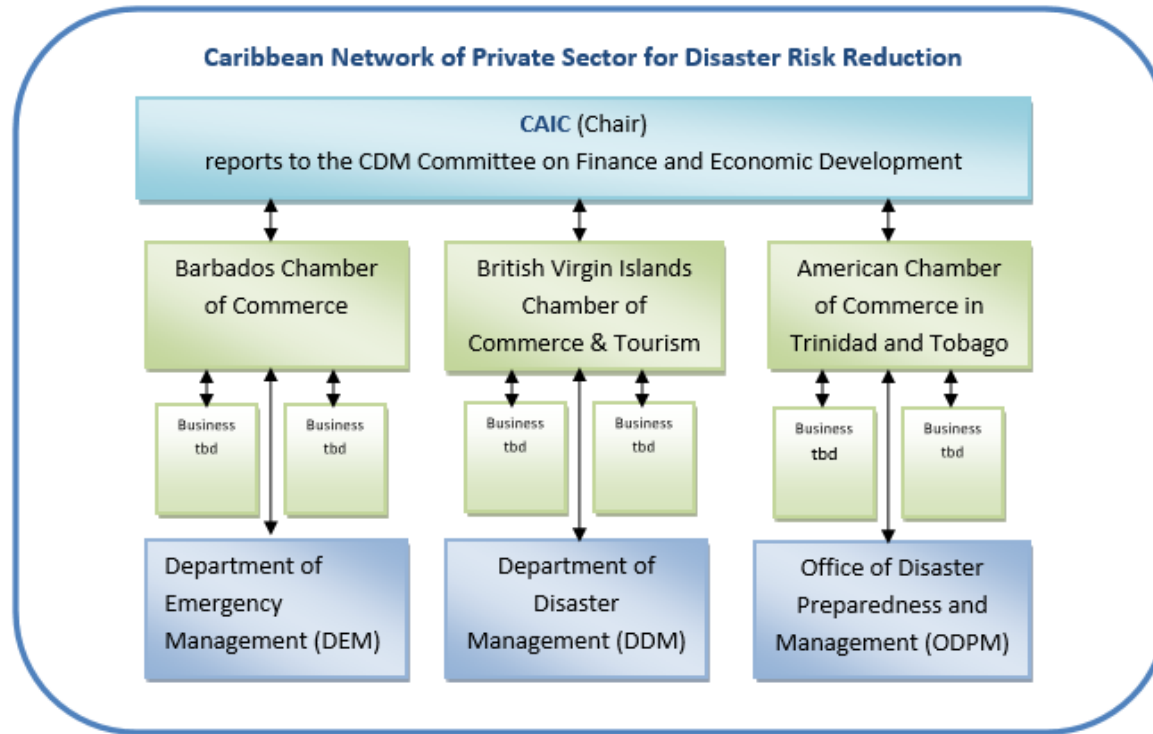 Caribbean Network of Private Sector for Disaster Risk Reduction
CAIC (Chair)
reports to the CDM Committee on Finance and Economic Development
Barbados Chamber
of Commerce
British Virgin Islands
Chamber of
Commerce & Tourism
American Chamber
of Commerce in
Trinidad and Tobago
Business
tbd
Business
tbd
Business
tbd
Business
tbd
Business
tbd
Business
tbd
Department of
Emergency
Management (DEM)
Department of
Disaster
Management (DDM)
Office of Disaster
Preparedness and
Management (ODPM)